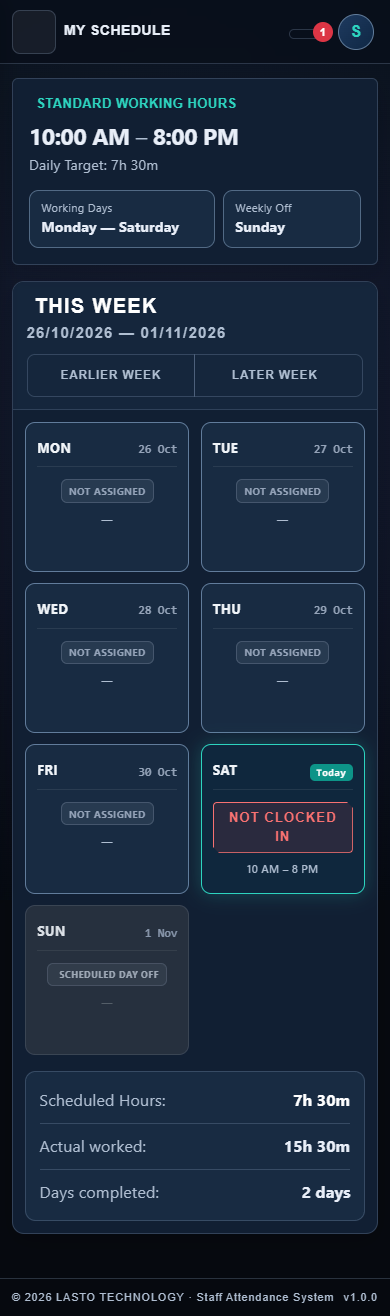 MY SCHEDULE
1
S
STANDARD WORKING HOURS
10:00 AM – 8:00 PM
Daily Target: 7h 30m
Working Days
Monday — Saturday
Weekly Off
Sunday
THIS WEEK
26/10/2026 — 01/11/2026
EARLIER WEEK
LATER WEEK
MON
26 Oct
NOT ASSIGNED
—
TUE
27 Oct
NOT ASSIGNED
—
WED
28 Oct
NOT ASSIGNED
—
THU
29 Oct
NOT ASSIGNED
—
FRI
30 Oct
NOT ASSIGNED
—
SAT
Today
NOT CLOCKED
IN
10 AM – 8 PM
SUN
1 Nov
SCHEDULED DAY OFF
—
Scheduled Hours: 7h 30m
Actual worked: 15h 30m
Days completed: 2 days
© 2026 LASTO TECHNOLOGY · Staff Attendance System v1.0.0